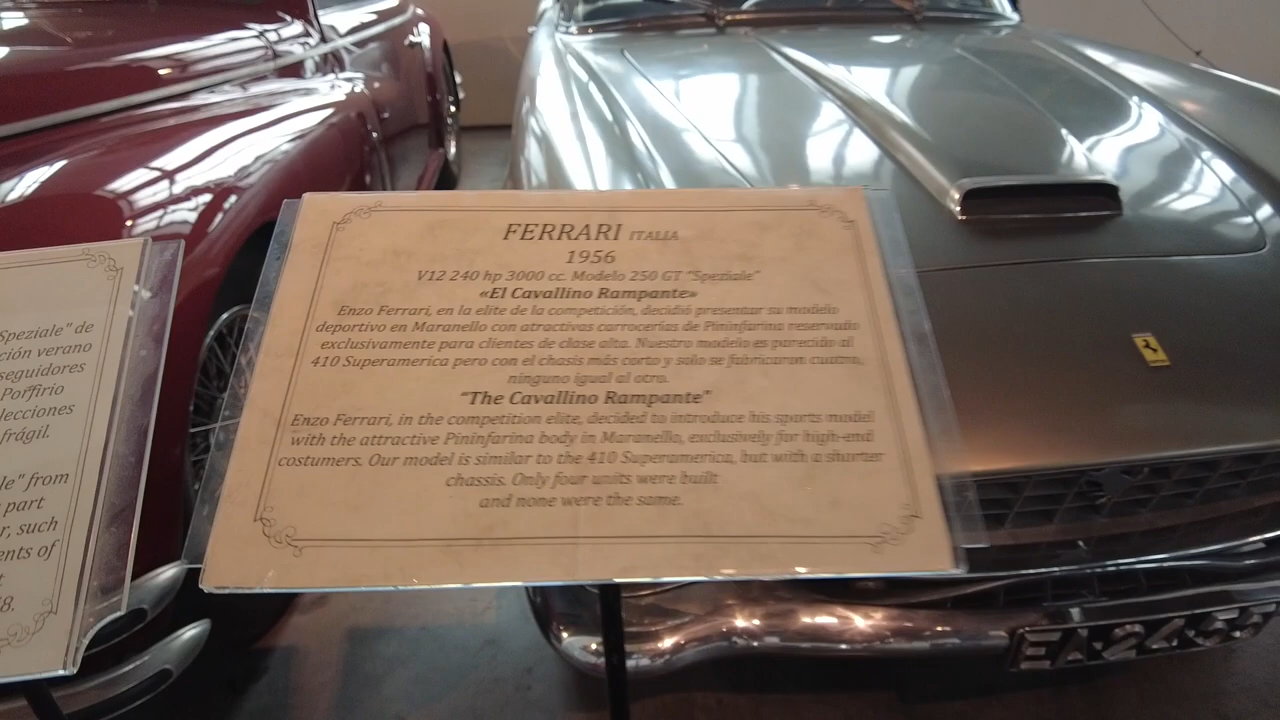 FERRARI ITALIA
1956
V12 240 hp 3000 cc. Modelo 250 GT "Speziale"
«El Cavallino Rampante»
Enzo Ferrari, en la elite de la competición, decidió presentar su modelo
deportivo en Maranello con atractivas carrocerías de Pininfarina reservado
exclusivamente para clientes de clase alta. Nuestro modelo es parecido al
410 Superamerica pero con el chasis más corto y solo se fabricaron cuatro,
ninguno igual al otro.
"The Cavallino Rampante"
Enzo Ferrari, in the competition elite, decided to introduce his sports model
with the attractive Pininfarina body in Maranello, exclusively for high-end
costumers. Our model is similar to the 410 Superamerica, but with a shorter
chassis. Only four units were built
and none were the same.
Speziale" de
ción verano
seguidores
Porfirio
lecciones
frágil.
le" from
part
r, such
ents of
t
8.